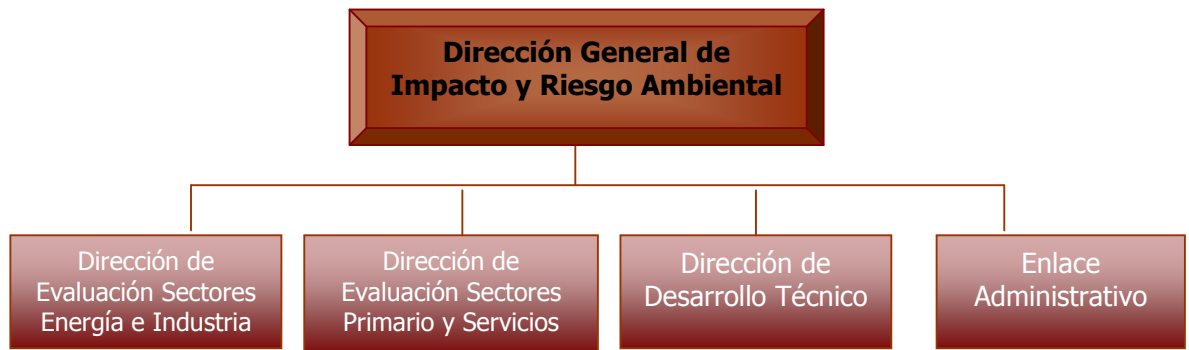 Dirección General de
Impacto y Riesgo Ambiental
Dirección de
Evaluación Sectores
Energía e Industria
Dirección de
Evaluación Sectores
Primario y Servicios
Dirección de
Desarrollo Técnico
Enlace
Administrativo